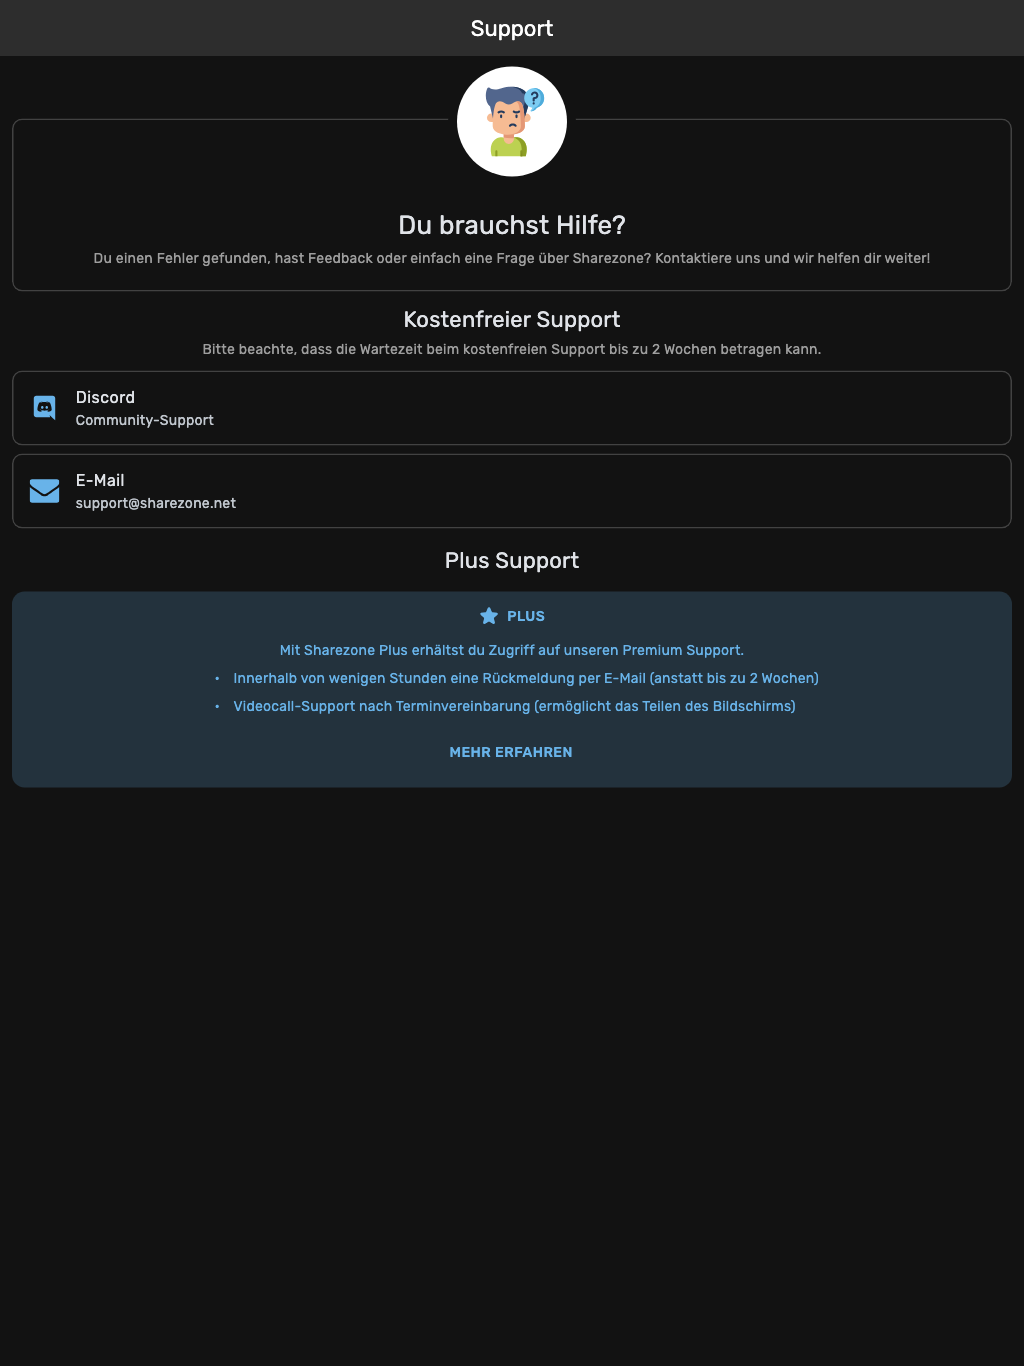 Support
?
Du brauchst Hilfe?
Du einen Fehler gefunden, hast Feedback oder einfach eine Frage über Sharezone? Kontaktiere uns und wir helfen dir weiter!
Kostenfreier Support
Bitte beachte, dass die Wartezeit beim kostenfreien Support bis zu 2 Wochen betragen kann.
Discord
Community-Support
E-Mail
support@sharezone.net
Plus Support
PLUS
Mit Sharezone Plus erhältst du Zugriff auf unseren Premium Support.
• Innerhalb von wenigen Stunden eine Rückmeldung per E-Mail (anstatt bis zu 2 Wochen)
• Videocall-Support nach Terminvereinbarung (ermöglicht das Teilen des Bildschirms)
MEHR ERFAHREN